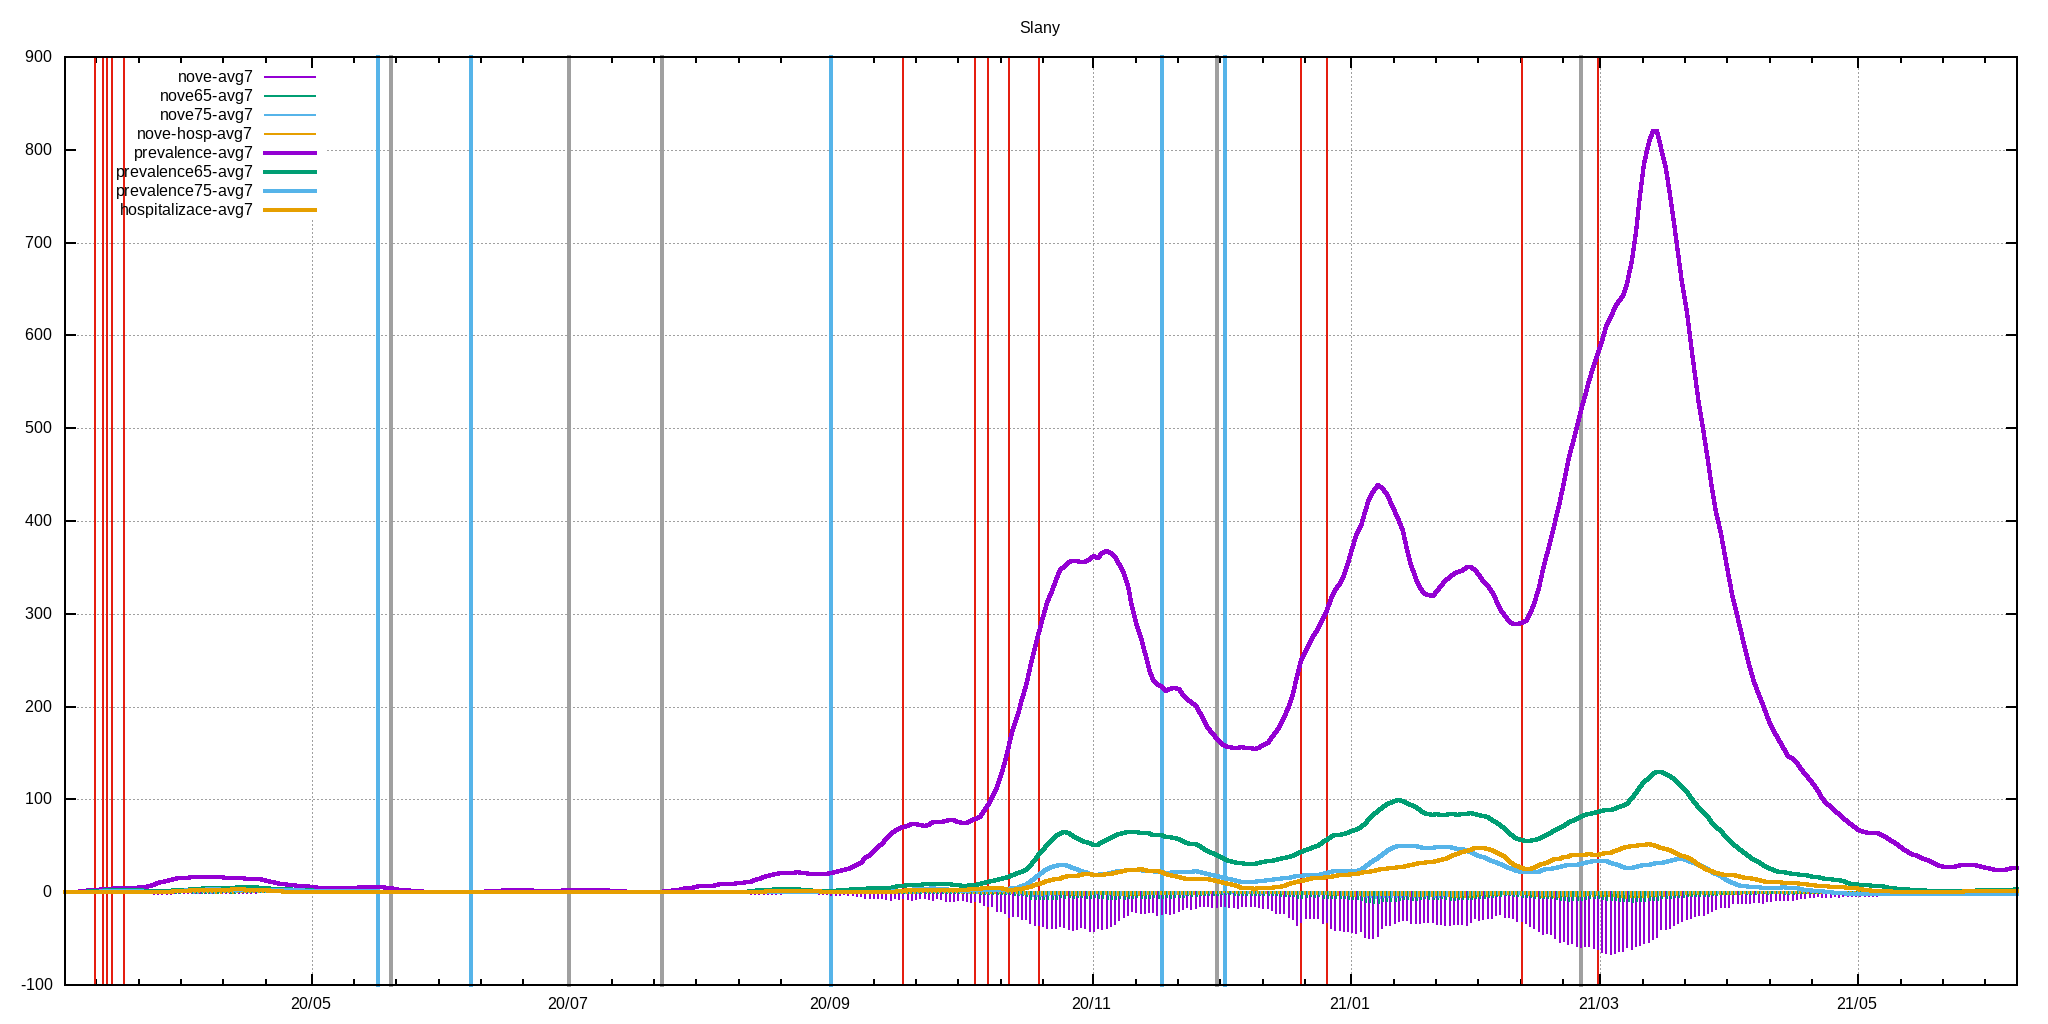 Slany
900
800
700
600
500
400
300
200
100
0
-100
nove-avg7
nove65-avg7
nove75-avg7
nove-hosp-avg7
prevalence-avg7
prevalence65-avg7
prevalence75-avg7
hospitalizace-avg7
20/05 20/07 20/09 20/11 21/01 21/03 21/05